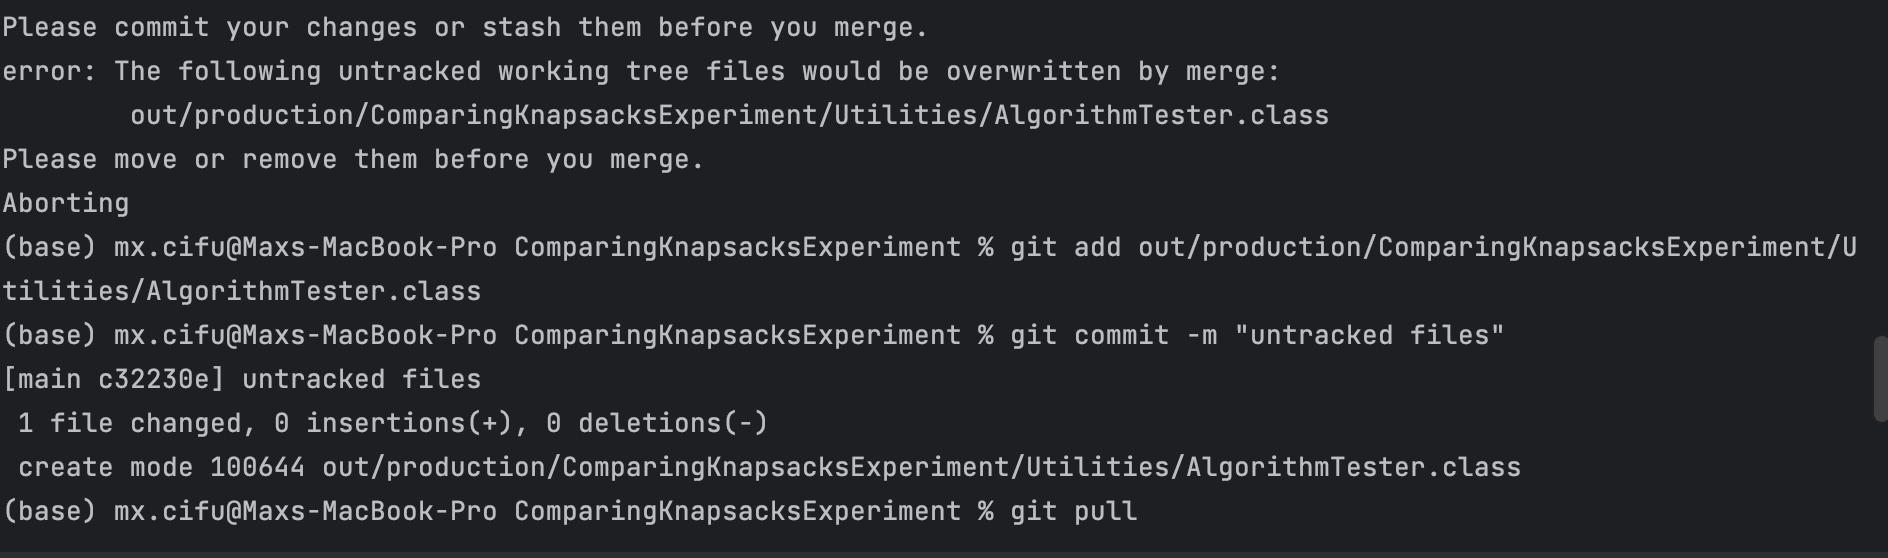 Please commit your changes or stash them before you merge.
error: The following untracked working tree files would be overwritten by merge:
        out/production/ComparingKnapsacksExperiment/Utilities/AlgorithmTester.class
Please move or remove them before you merge.
Aborting
(base) mx.cifu@Maxs-MacBook-Pro ComparingKnapsacksExperiment % git add out/production/ComparingKnapsacksExperiment/U
tilities/AlgorithmTester.class
(base) mx.cifu@Maxs-MacBook-Pro ComparingKnapsacksExperiment % git commit -m "untracked files"
[main c32230e] untracked files
 1 file changed, 0 insertions(+), 0 deletions(-)
 create mode 100644 out/production/ComparingKnapsacksExperiment/Utilities/AlgorithmTester.class
(base) mx.cifu@Maxs-MacBook-Pro ComparingKnapsacksExperiment % git pull